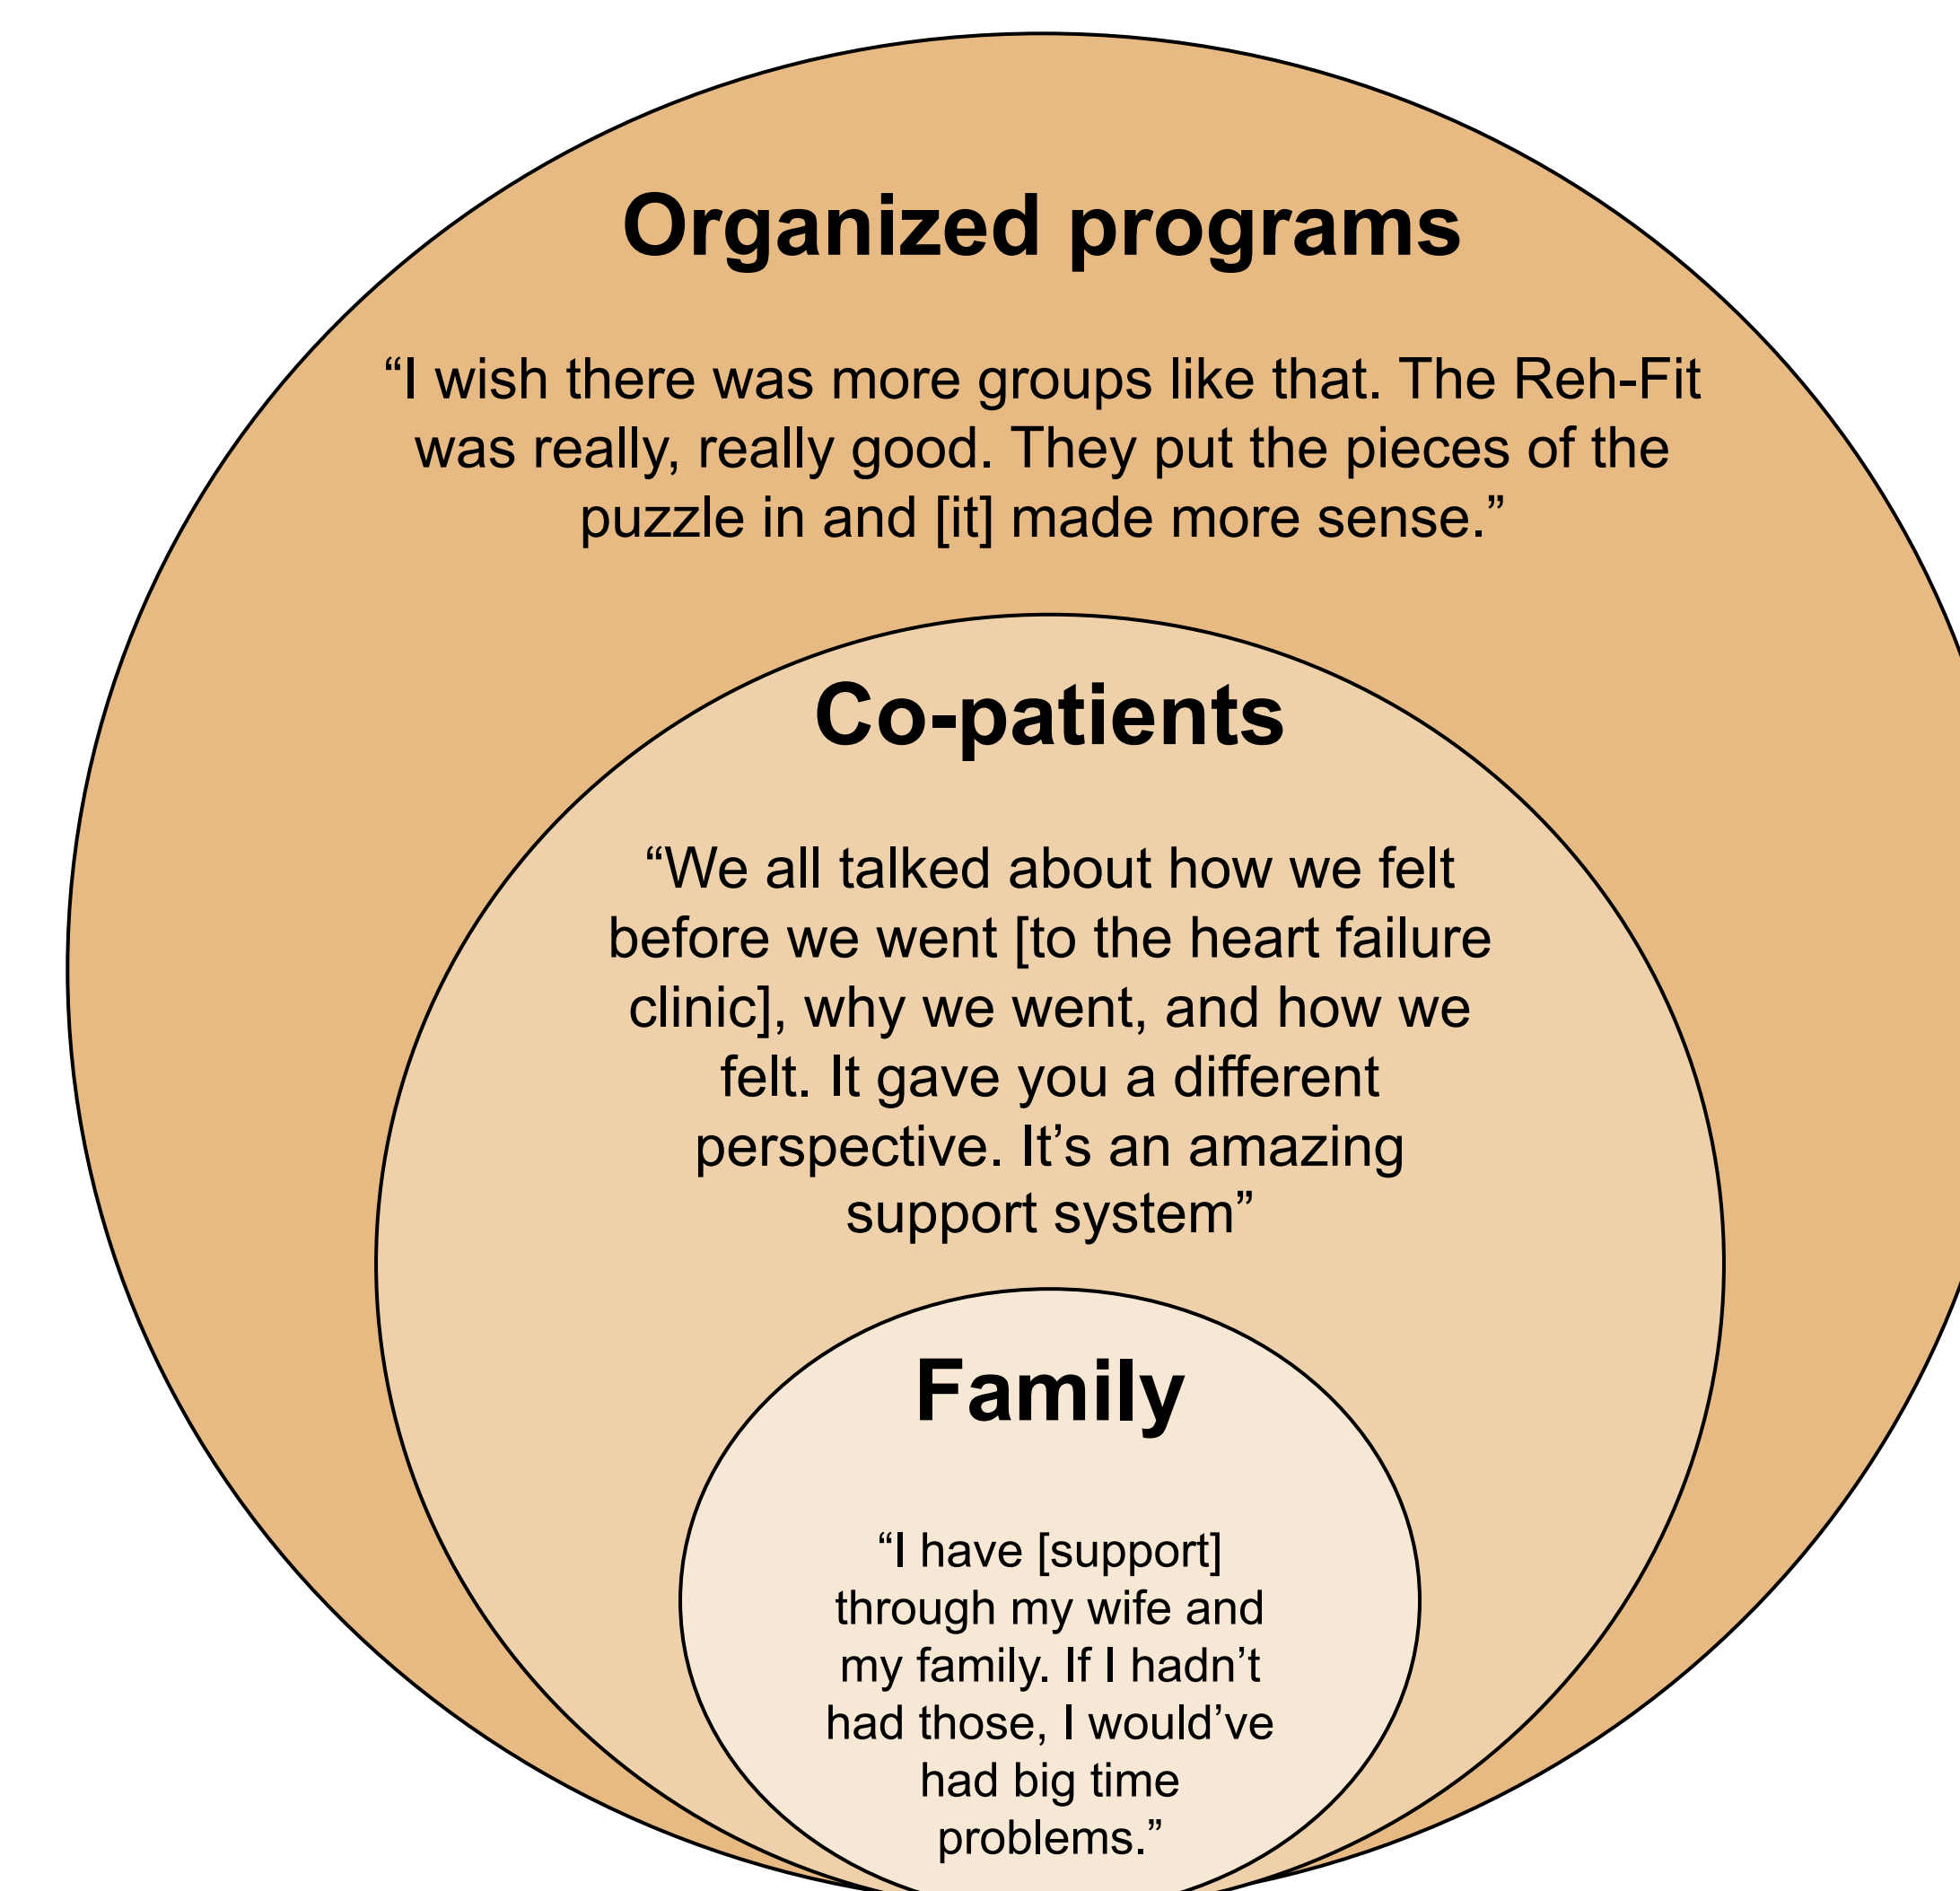 Organized programs
“I wish there was more groups like that. The Reh-Fit
was really, really good. They put the pieces of the
puzzle in and [it] made more sense.”
Co-patients
“We all talked about how we felt
before we went [to the heart failure
clinic], why we went, and how we
felt. It gave you a different
perspective. It’s an amazing
support system”
Family
“I have [support]
through my wife and
my family. If I hadn’t
had those, I would’ve
had big time
problems.”